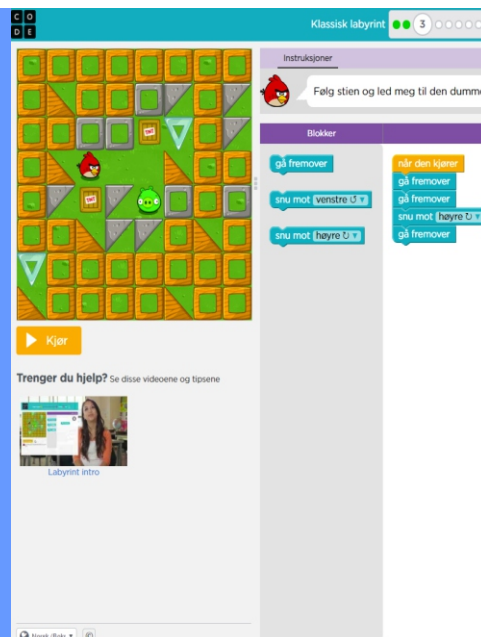 C O
D E
Klassisk labyrint
3
Instruksjoner
Følg stien og led meg til den
Blokker
gå fremover
snu mot venstre
snu mot høyre
når den kjører
gå fremover
gå fremover
snu mot høyre
gå fremover
TNT
TNT
Kjør
Trenger du hjelp? Se disse videoene og tipsene
Labyrint intro